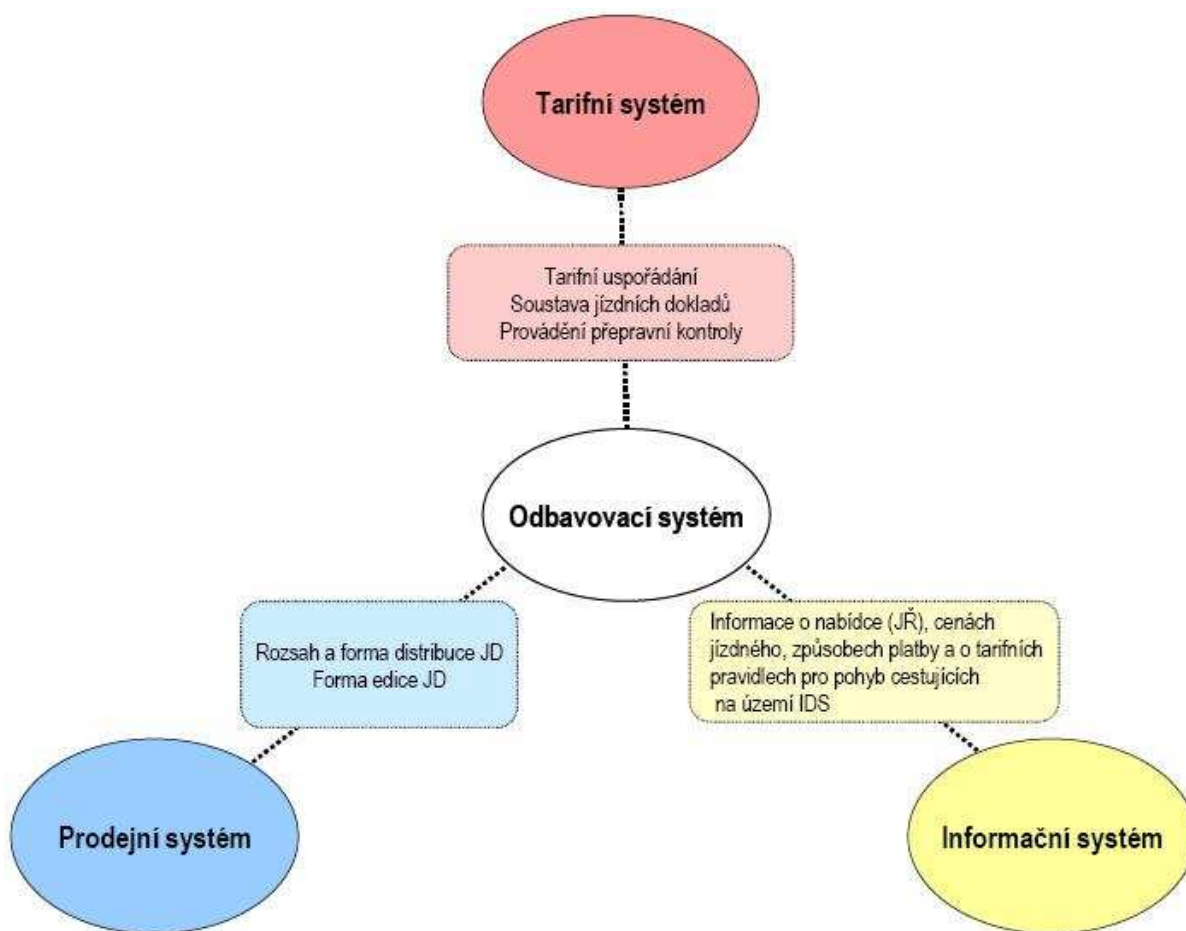 Tarifní systém
Tarifní uspořádání
Soustava jízdních dokladů
Provádění přepravní kontroly
Odbavovací systém
Rozsah a forma distribuce JD
Forma edice JD
Informace o nabídce (JŘ), cenách
jízdného, způsobech platby a o tarifních
pravidlech pro pohyb cestujících
na území IDS
Prodejní systém
Informační systém